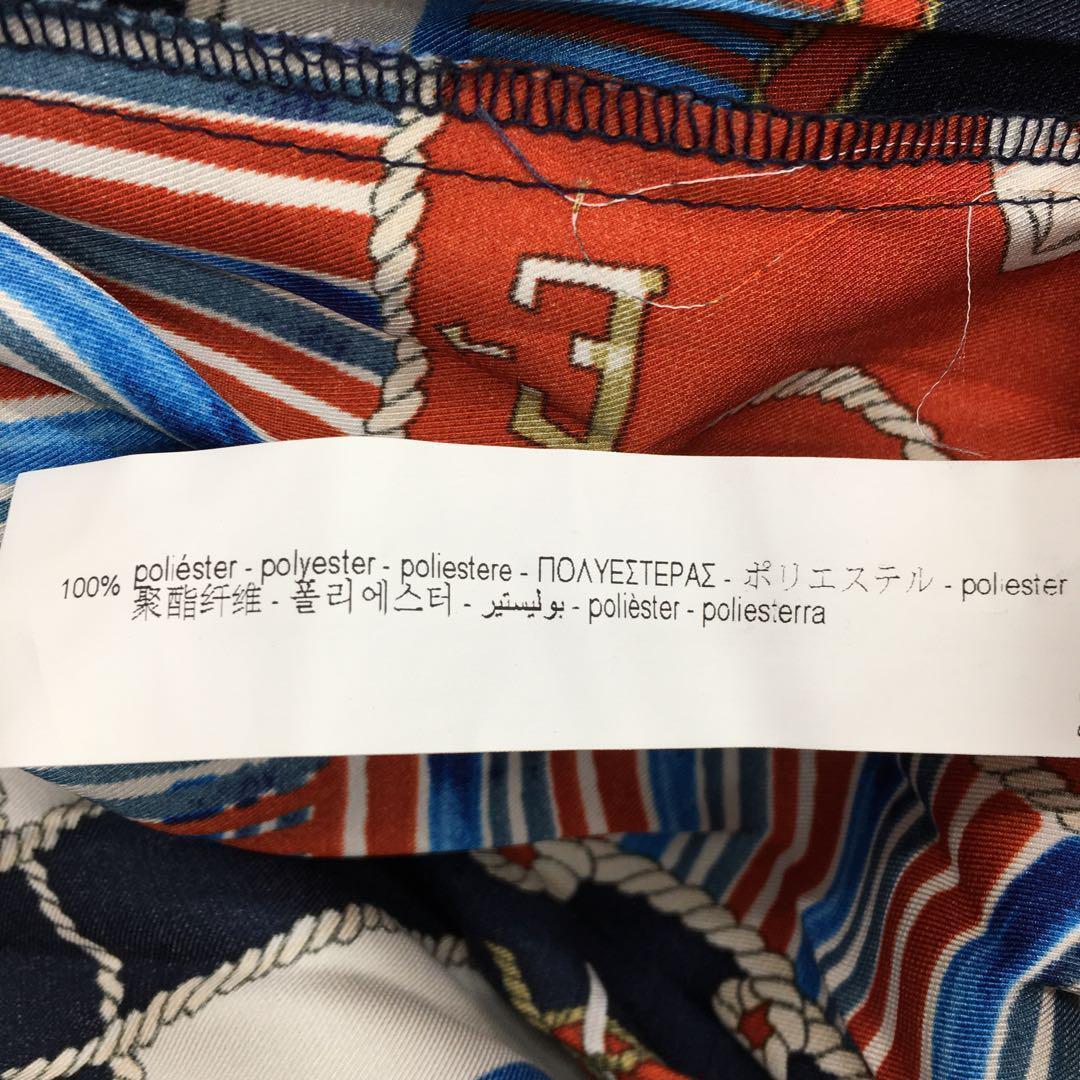 100% poliéster - polyester - poliestere - ΠΟΛΥΕΣΤΕΡΑΣ - ポリエステル - poliester
聚酯纤维 - 폴리에스터 - بوليستير - polièster - poliesterra